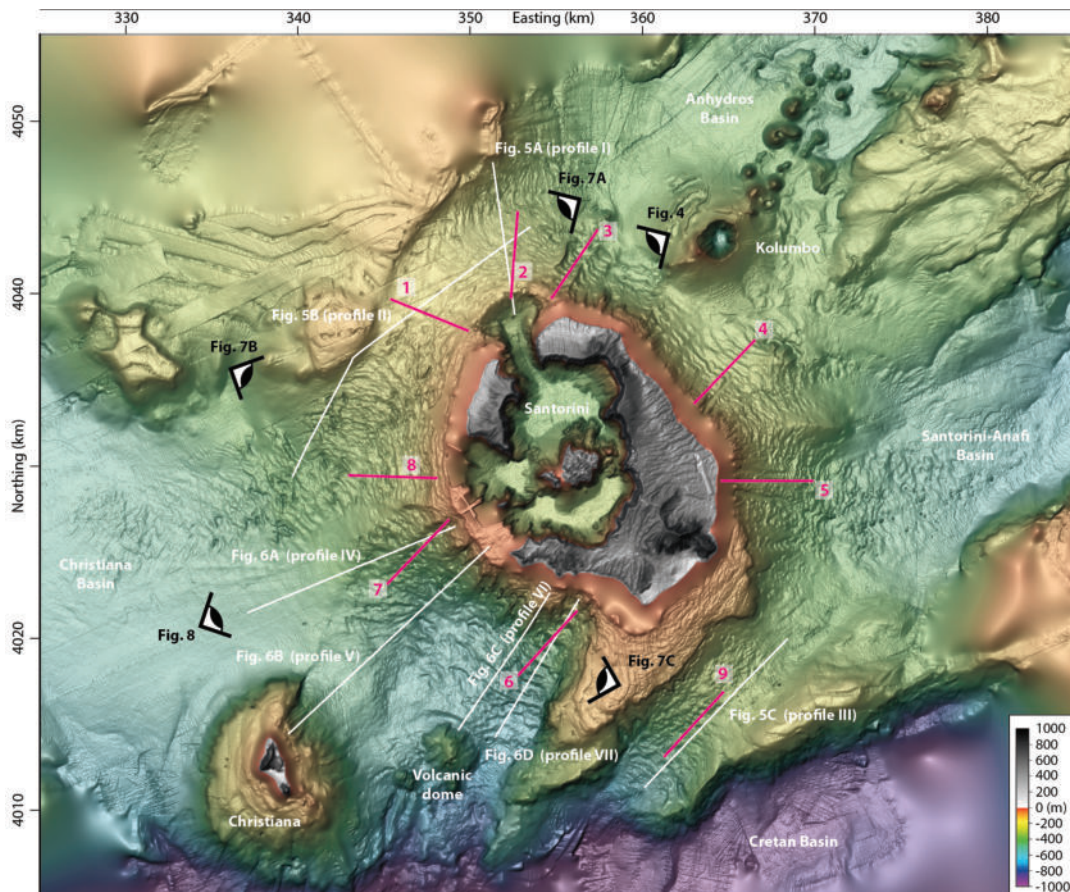 330
340
350
Easting (km)
360
370
380
4050
Northing (km)
4040
4020
4010
Anhydros
Basin
Fig. 5A (profile I)
Fig. 7A
Fig. 4
Kolumbo
3
2
1
Fig. 5B (profile II)
Fig. 7B
4
Santorini
Santorini-Anafi
Basin
8
5
Christiana
Basin
Fig. 6A (profile IV)
7
Fig. 8
Fig. 6B (profile V)
Fig. 6C (profile VI)
6
Fig. 7C
9
Fig. 5C (profile III)
Fig. 6D (profile VII)
Volcanic
dome
Christiana
Cretan Basin
1000
800
600
400
200
0 (m)
-200
-400
-600
-800
-1000